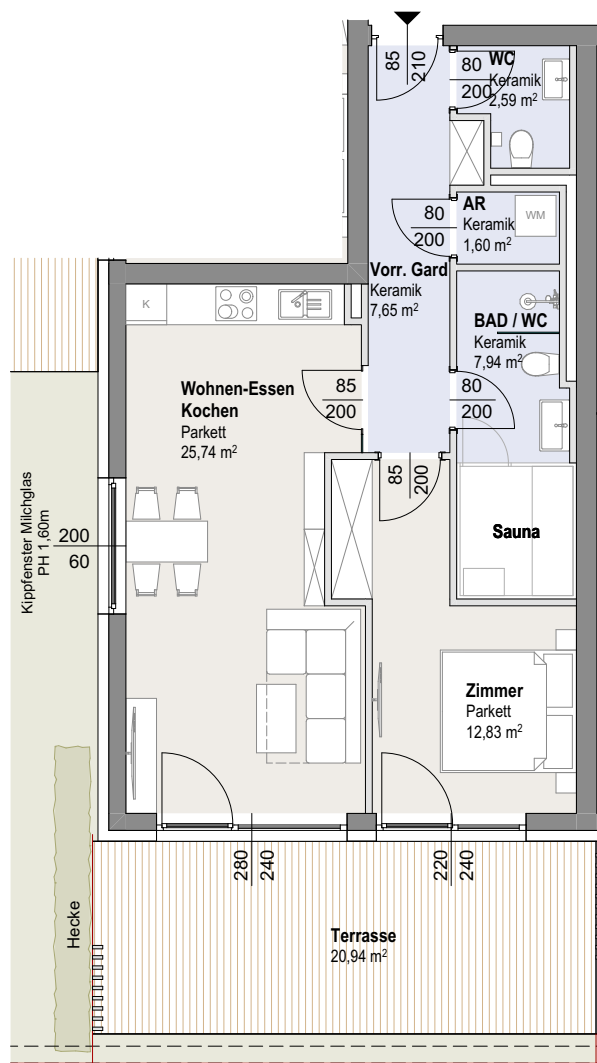 85
210
80
200
WC
Keramik
2,59 m²
80
200
AR
Keramik
1,60 m²
WM
Vorr. Gard
Keramik
7,65 m²
K
BAD / WC
Keramik
7,94 m²
Wohnen-Essen
Kochen
Parkett
25,74 m²
85
200
80
200
85
200
Kippfenster Milchglas
PH 1,60m
200
60
Sauna
Zimmer
Parkett
12,83 m²
280
240
220
240
Hecke
Terrasse
20,94 m²